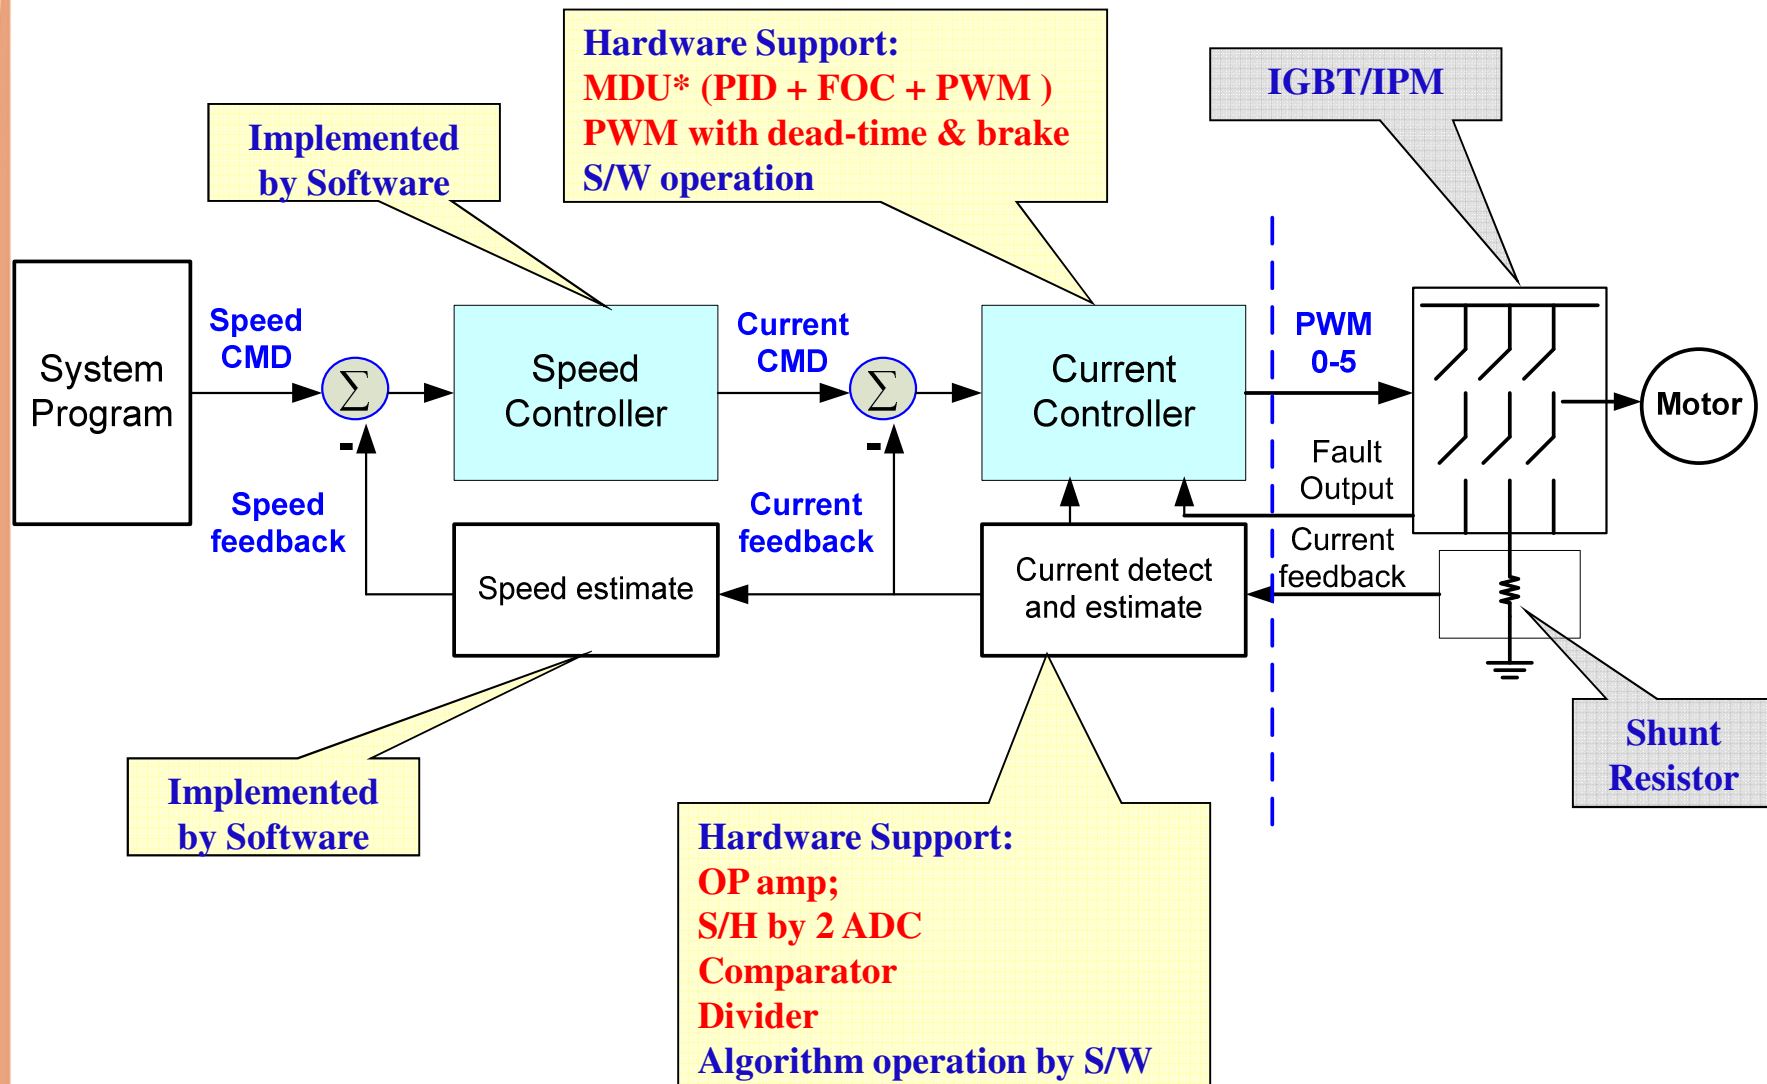 Hardware Support:
MDU* (PID + FOC + PWM )
PWM with dead-time & brake
S/W operation
IGBT/IPM
Implemented
by Software
System
Program
Speed
CMD
Σ
-
Speed
Controller
Current
CMD
Σ
-
Current
Controller
PWM
0-5
Motor
Fault
Output
Speed
feedback
Speed estimate
Current
feedback
Current detect
and estimate
Current
feedback
Shunt
Resistor
Implemented
by Software
Hardware Support:
OP amp;
S/H by 2 ADC
Comparator
Divider
Algorithm operation by S/W